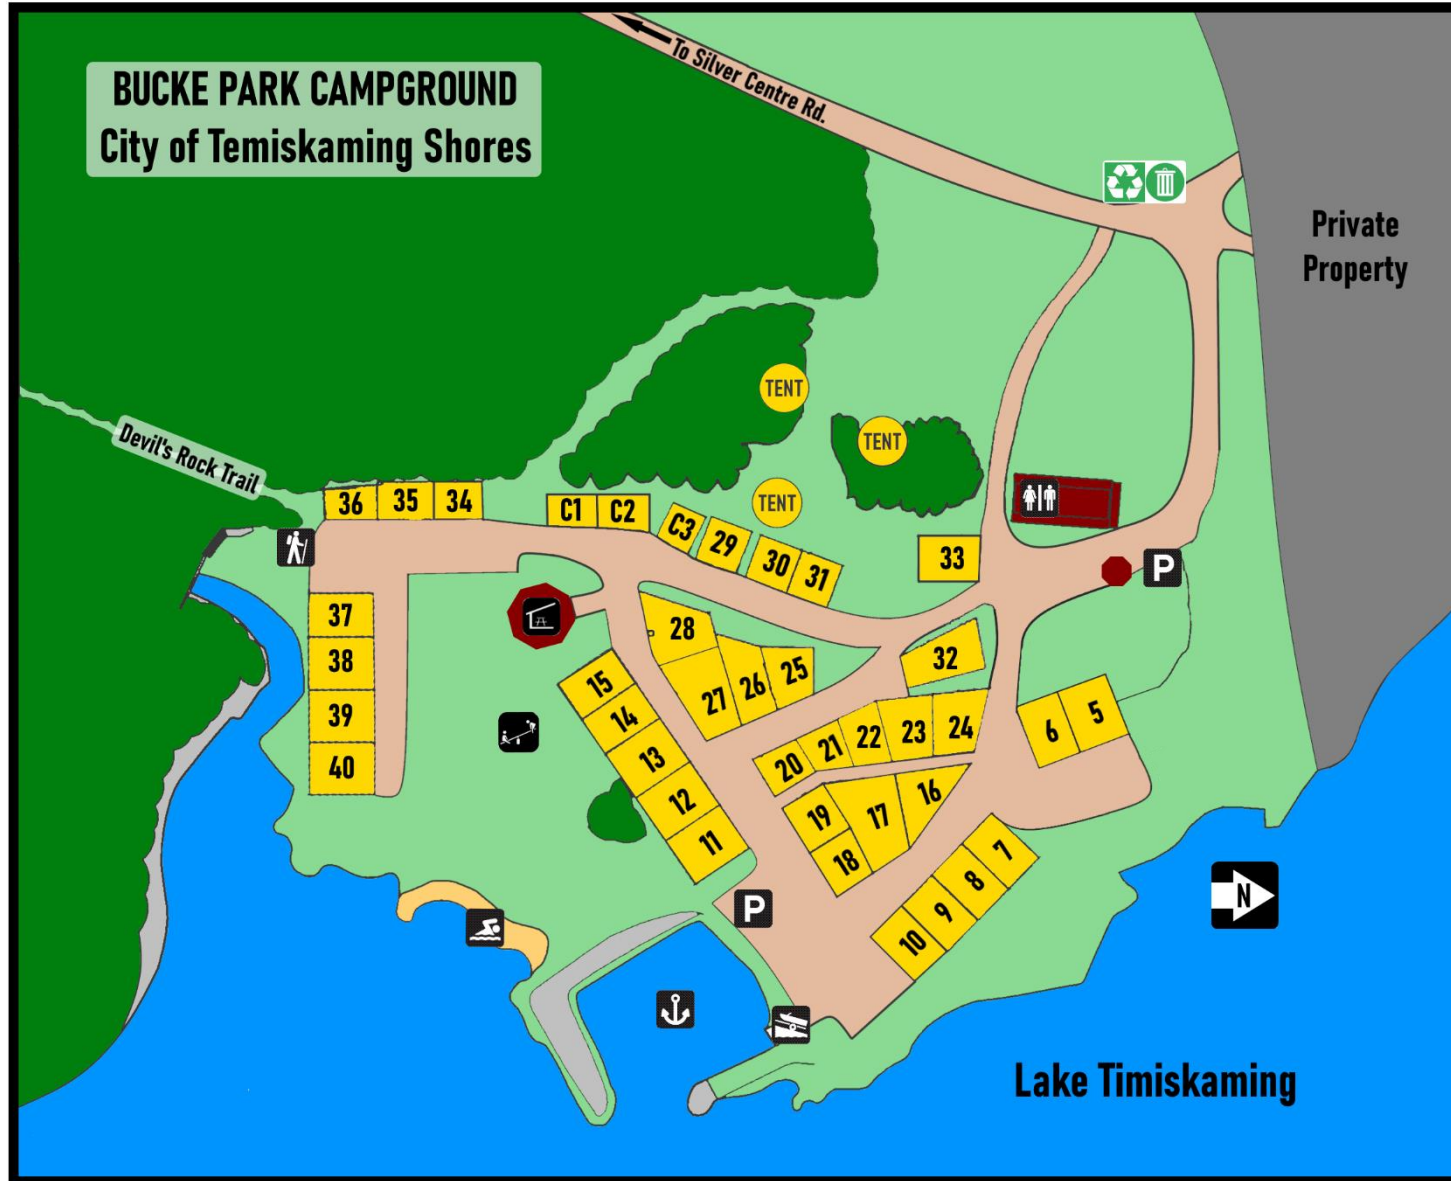 BUCKE PARK CAMPGROUND
City of Temiskaming Shores
To Silver Centre Rd.
Private
Property
TENT
TENT
TENT
Devil's Rock Trail
36
35
34
C1
C2
C3
29
30
31
33
P
37
38
39
40
28
27
26
25
32
15
14
13
12
11
20
21
22
23
24
6
5
19
18
17
16
7
8
9
10
P
N
Lake Timiskaming